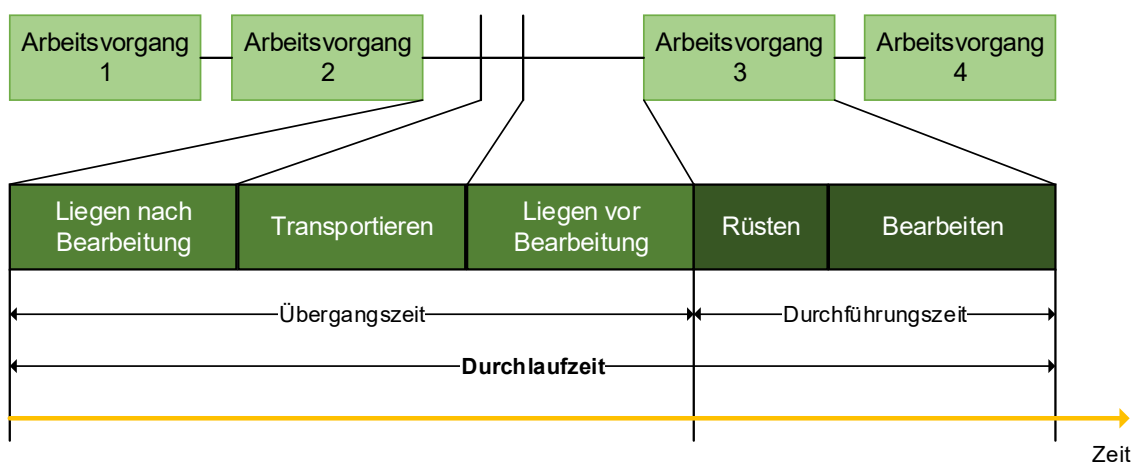 Arbeitsvorgang
1
Arbeitsvorgang
2
Arbeitsvorgang
3
Arbeitsvorgang
4
Liegen nach
Bearbeitung
Transportieren
Liegen vor
Bearbeitung
Rüsten
Bearbeiten
Übergangszeit
Durchführungszeit
Durchlaufzeit
Zeit